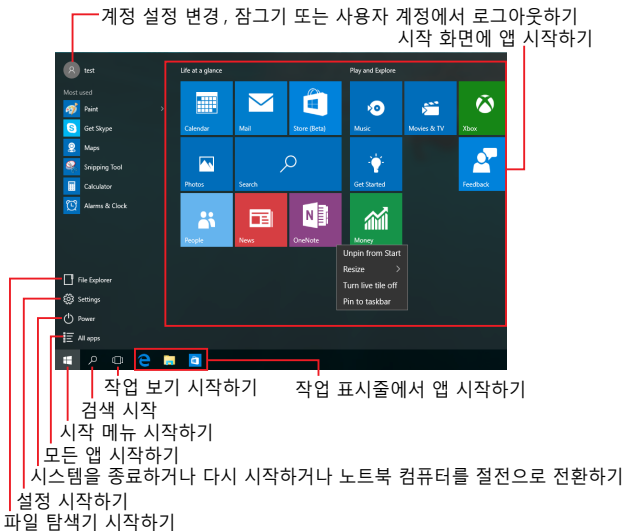 계정 설정 변경, 잠그기 또는 사용자 계정에서 로그아웃하기
시작 화면에 앱 시작하기
test
Life at a glance
Play and Explore
Most used
Paint
Get Skype
Maps
Snipping Tool
Calculator
Alarms & Clock
Calendar
Mail
Store (Beta)
Music
Movies & TV
Xbox
Photos
Search
Get Started
Feedback
People
News
OneNote
Money
Unpin from Start
Resize
Turn live tile off
Pin to taskbar
File Explorer
Settings
Power
All apps
작업 보기 시작하기
작업 표시줄에서 앱 시작하기
검색 시작
시작 메뉴 시작하기
모든 앱 시작하기
시스템을 종료하거나 다시 시작하거나 노트북 컴퓨터를 절전으로 전환하기
설정 시작하기
파일 탐색기 시작하기